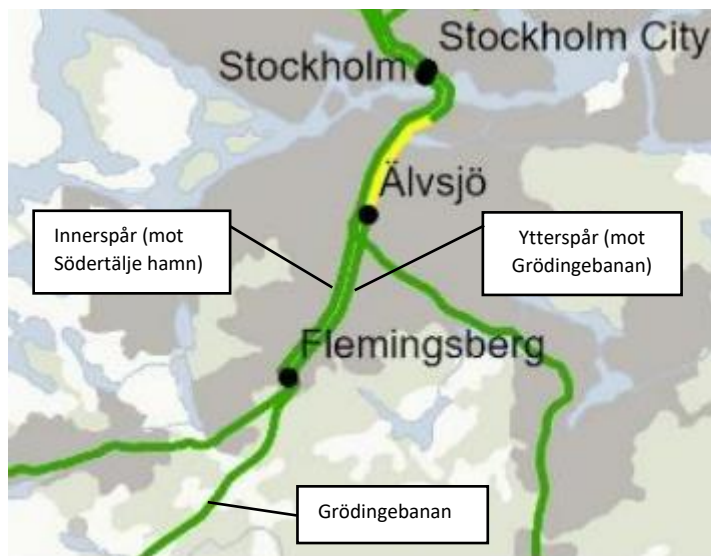 Stockholm City
Stockholm
Älvsjö
Innerspår (mot
Södertälje hamn)
Ytterspår (mot
Grödingebanan)
Flemingsberg
Grödingebanan